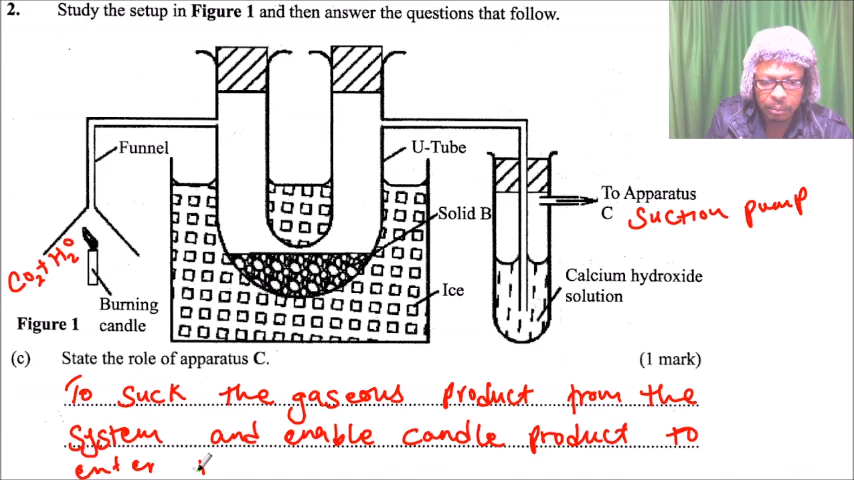 2. Study the setup in Figure 1 and then answer the questions that follow.
Funnel
U-Tube
To Apparatus
C Suction pump
Solid B
CO2 + H2O
Calcium hydroxide
solution
Ice
Burning
candle
Figure 1
(c) State the role of apparatus C. (1 mark)
To suck the gaseous product from the
system and enable candle product to
enter